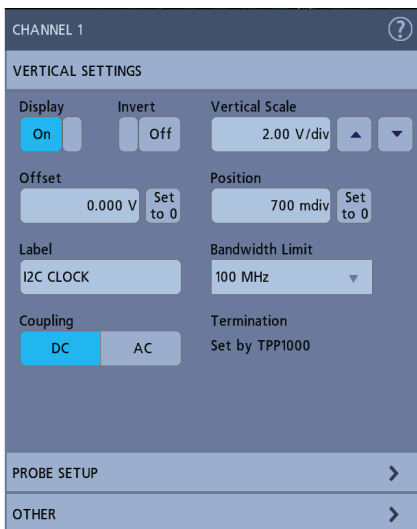 CHANNEL 1
?
VERTICAL SETTINGS
Display Invert Vertical Scale
On Off 2.00 V/div
Offset Position
0.000 V Set to 0 700 mdiv Set to 0
Label Bandwidth Limit
I2C CLOCK 100 MHz
Coupling Termination
DC AC Set by TPP1000
PROBE SETUP
OTHER